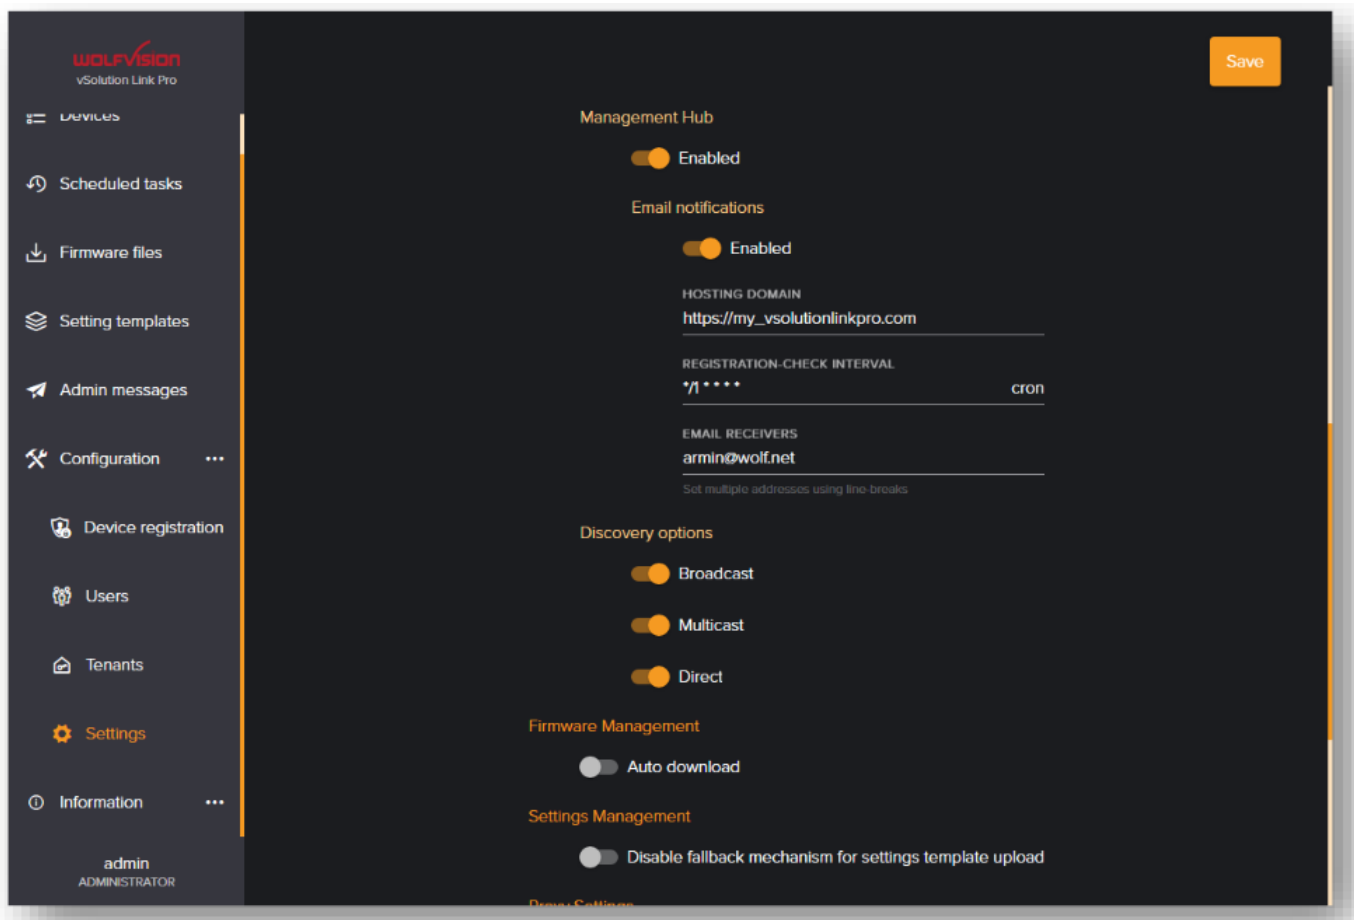 WOLFVISION
vSolution Link Pro
Devices
Scheduled tasks
Firmware files
Setting templates
Admin messages
Configuration
Device registration
Users
Tenants
Settings
Information
admin
ADMINISTRATOR
Save
Management Hub
Enabled
Email notifications
Enabled
HOSTING DOMAIN
https://my_vsolutionlinkpro.com
REGISTRATION-CHECK INTERVAL
*/1 * * * * cron
EMAIL RECEIVERS
armin@wolf.net
Set multiple addresses using line-breaks
Discovery options
Broadcast
Multicast
Direct
Firmware Management
Auto download
Settings Management
Disable fallback mechanism for settings template upload
Proxy Settings